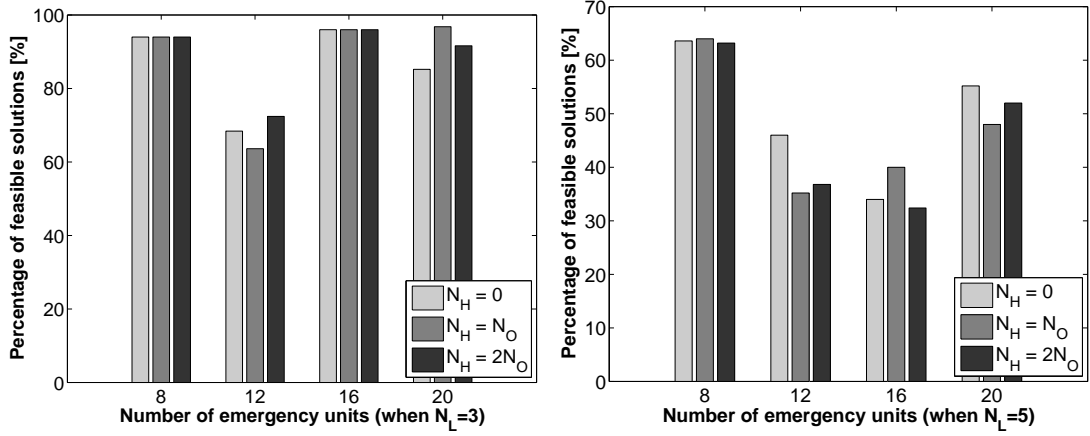 Percentage of feasible solutions [%]
100
80
60
40
20
0
N_H = 0
N_H = N_O
N_H = 2N_O
8 12 16 20
Number of emergency units (when N_L=3)
Percentage of feasible solutions [%]
70
60
50
40
30
20
10
0
N_H = 0
N_H = N_O
N_H = 2N_O
8 12 16 20
Number of emergency units (when N_L=5)